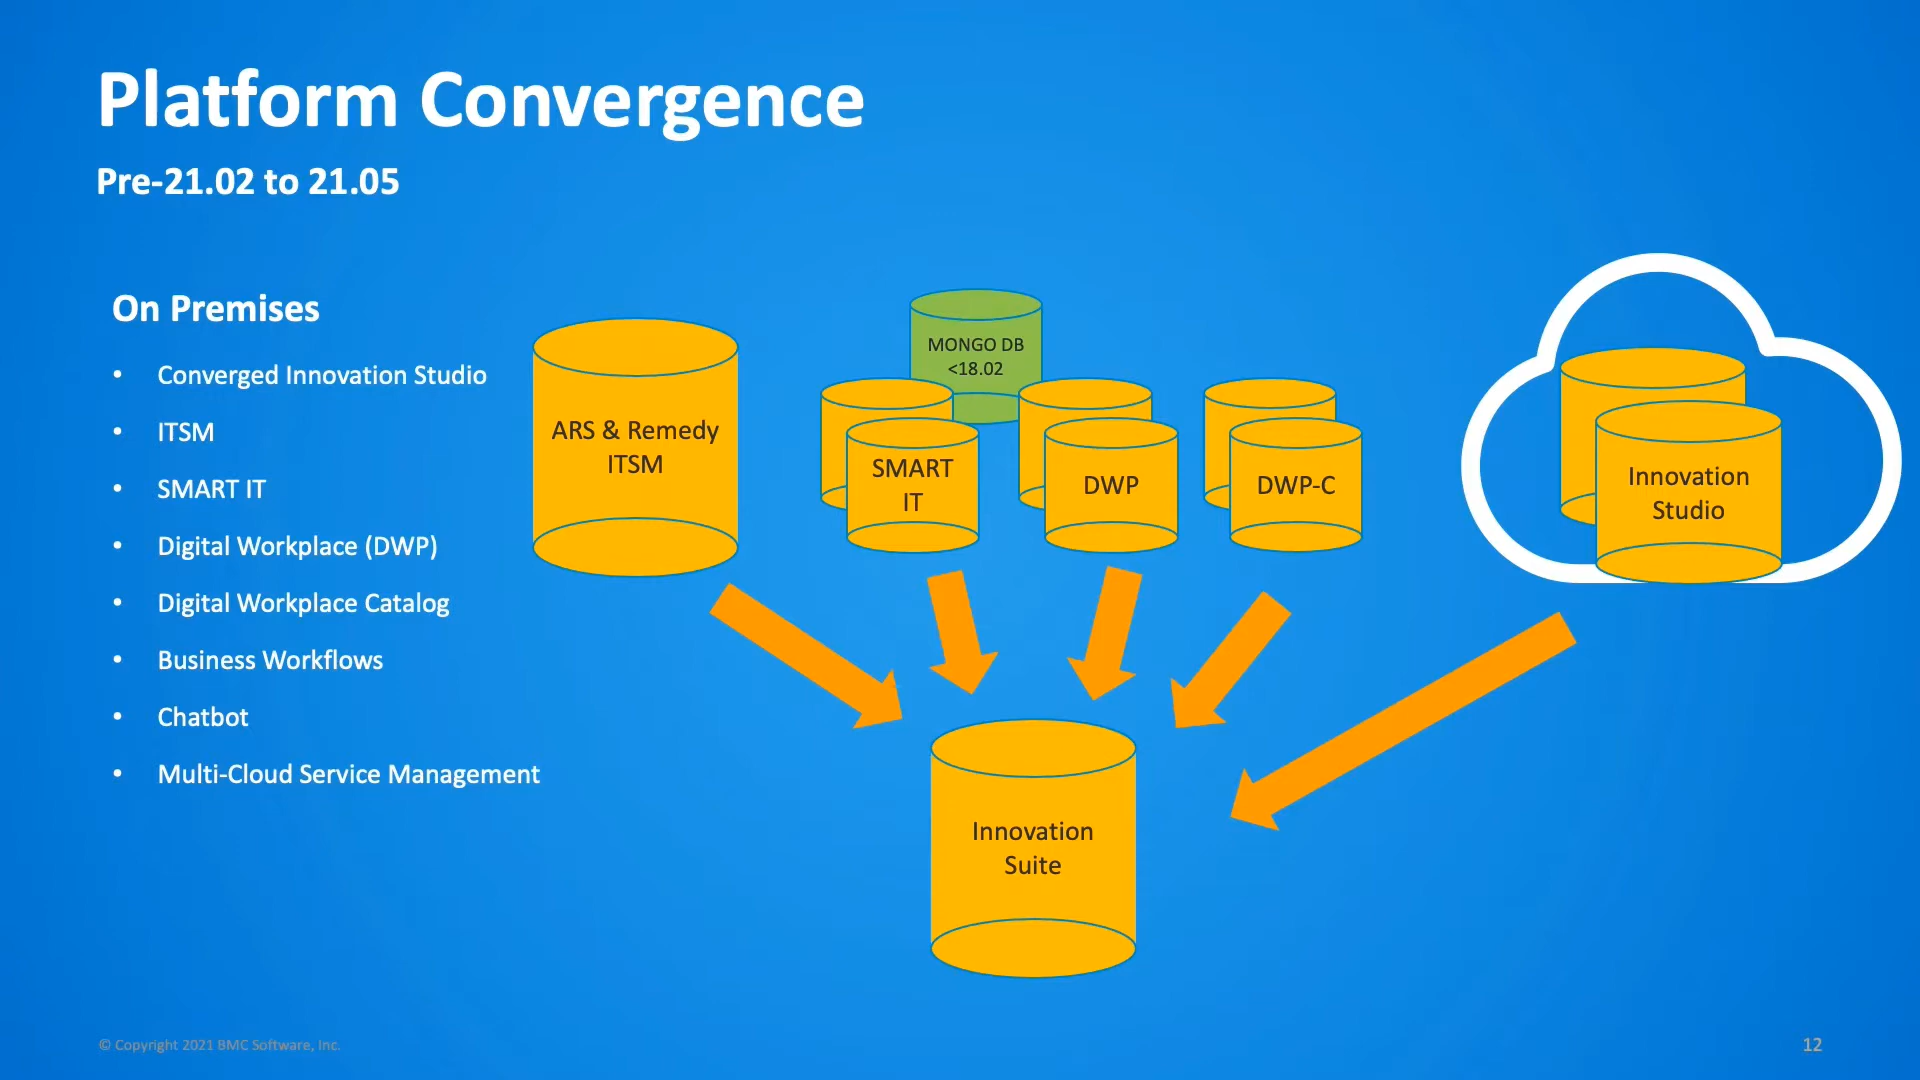 Platform Convergence
Pre-21.02 to 21.05
On Premises
• Converged Innovation Studio
• ITSM
• SMART IT
• Digital Workplace (DWP)
• Digital Workplace Catalog
• Business Workflows
• Chatbot
• Multi-Cloud Service Management
ARS & Remedy
ITSM
MONGO DB
<18.02
SMART
IT
DWP
DWP-C
Innovation
Studio
Innovation
Suite
© Copyright 2021 BMC Software, Inc.
12